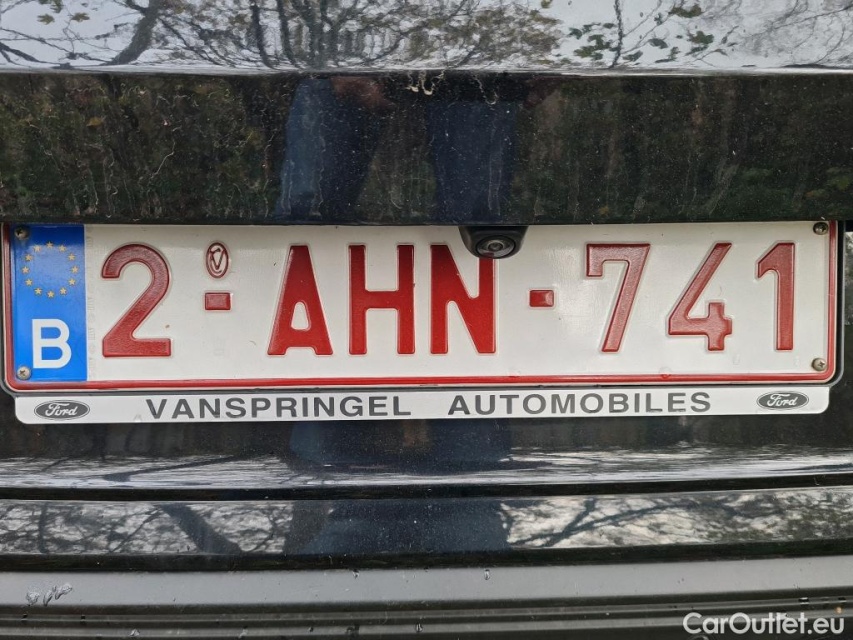 B 2-AHN-741
Ford VANSPRINGEL AUTOMOBILES Ford
CarOutlet.eu